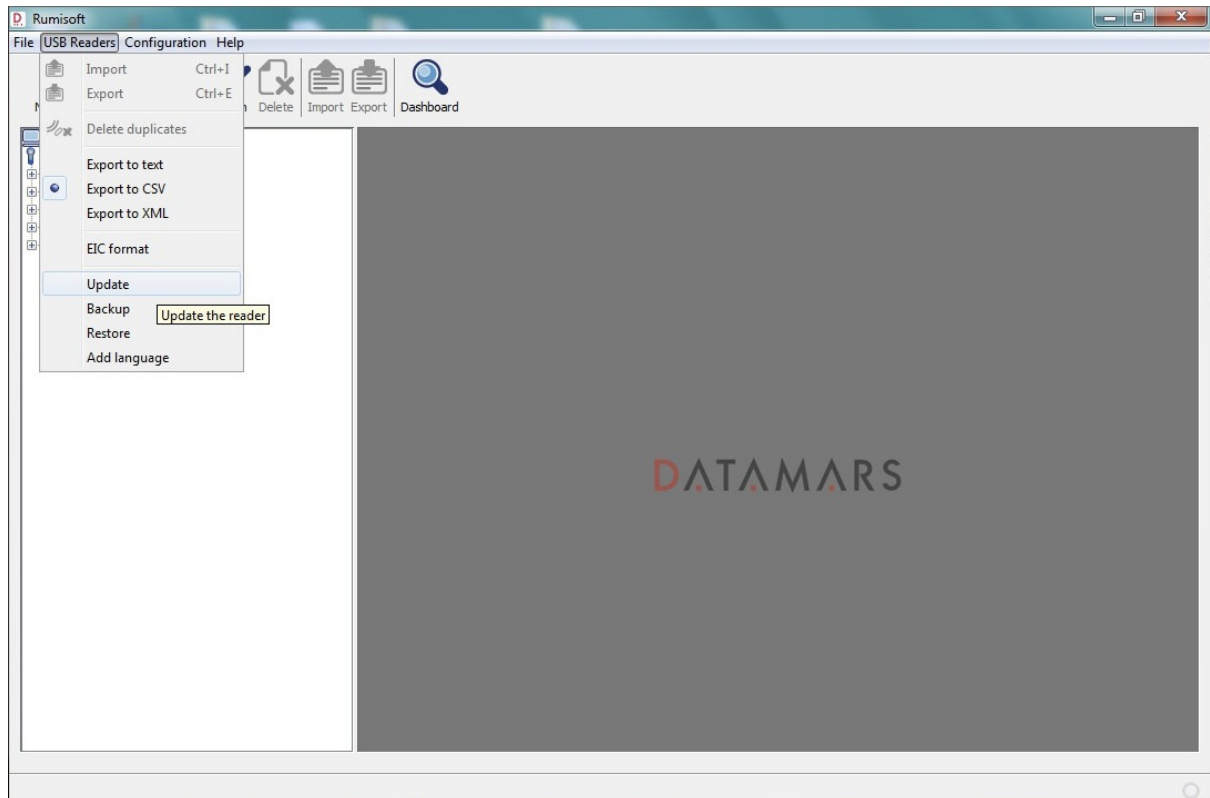 Rumisoft
File USB Readers Configuration Help
Import Ctrl+I
Export Ctrl+E
Delete duplicates
Export to text
Export to CSV
Export to XML
EIC format
Update
Backup
Update the reader
Restore
Add language
Delete Import Export Dashboard
DATAMARS